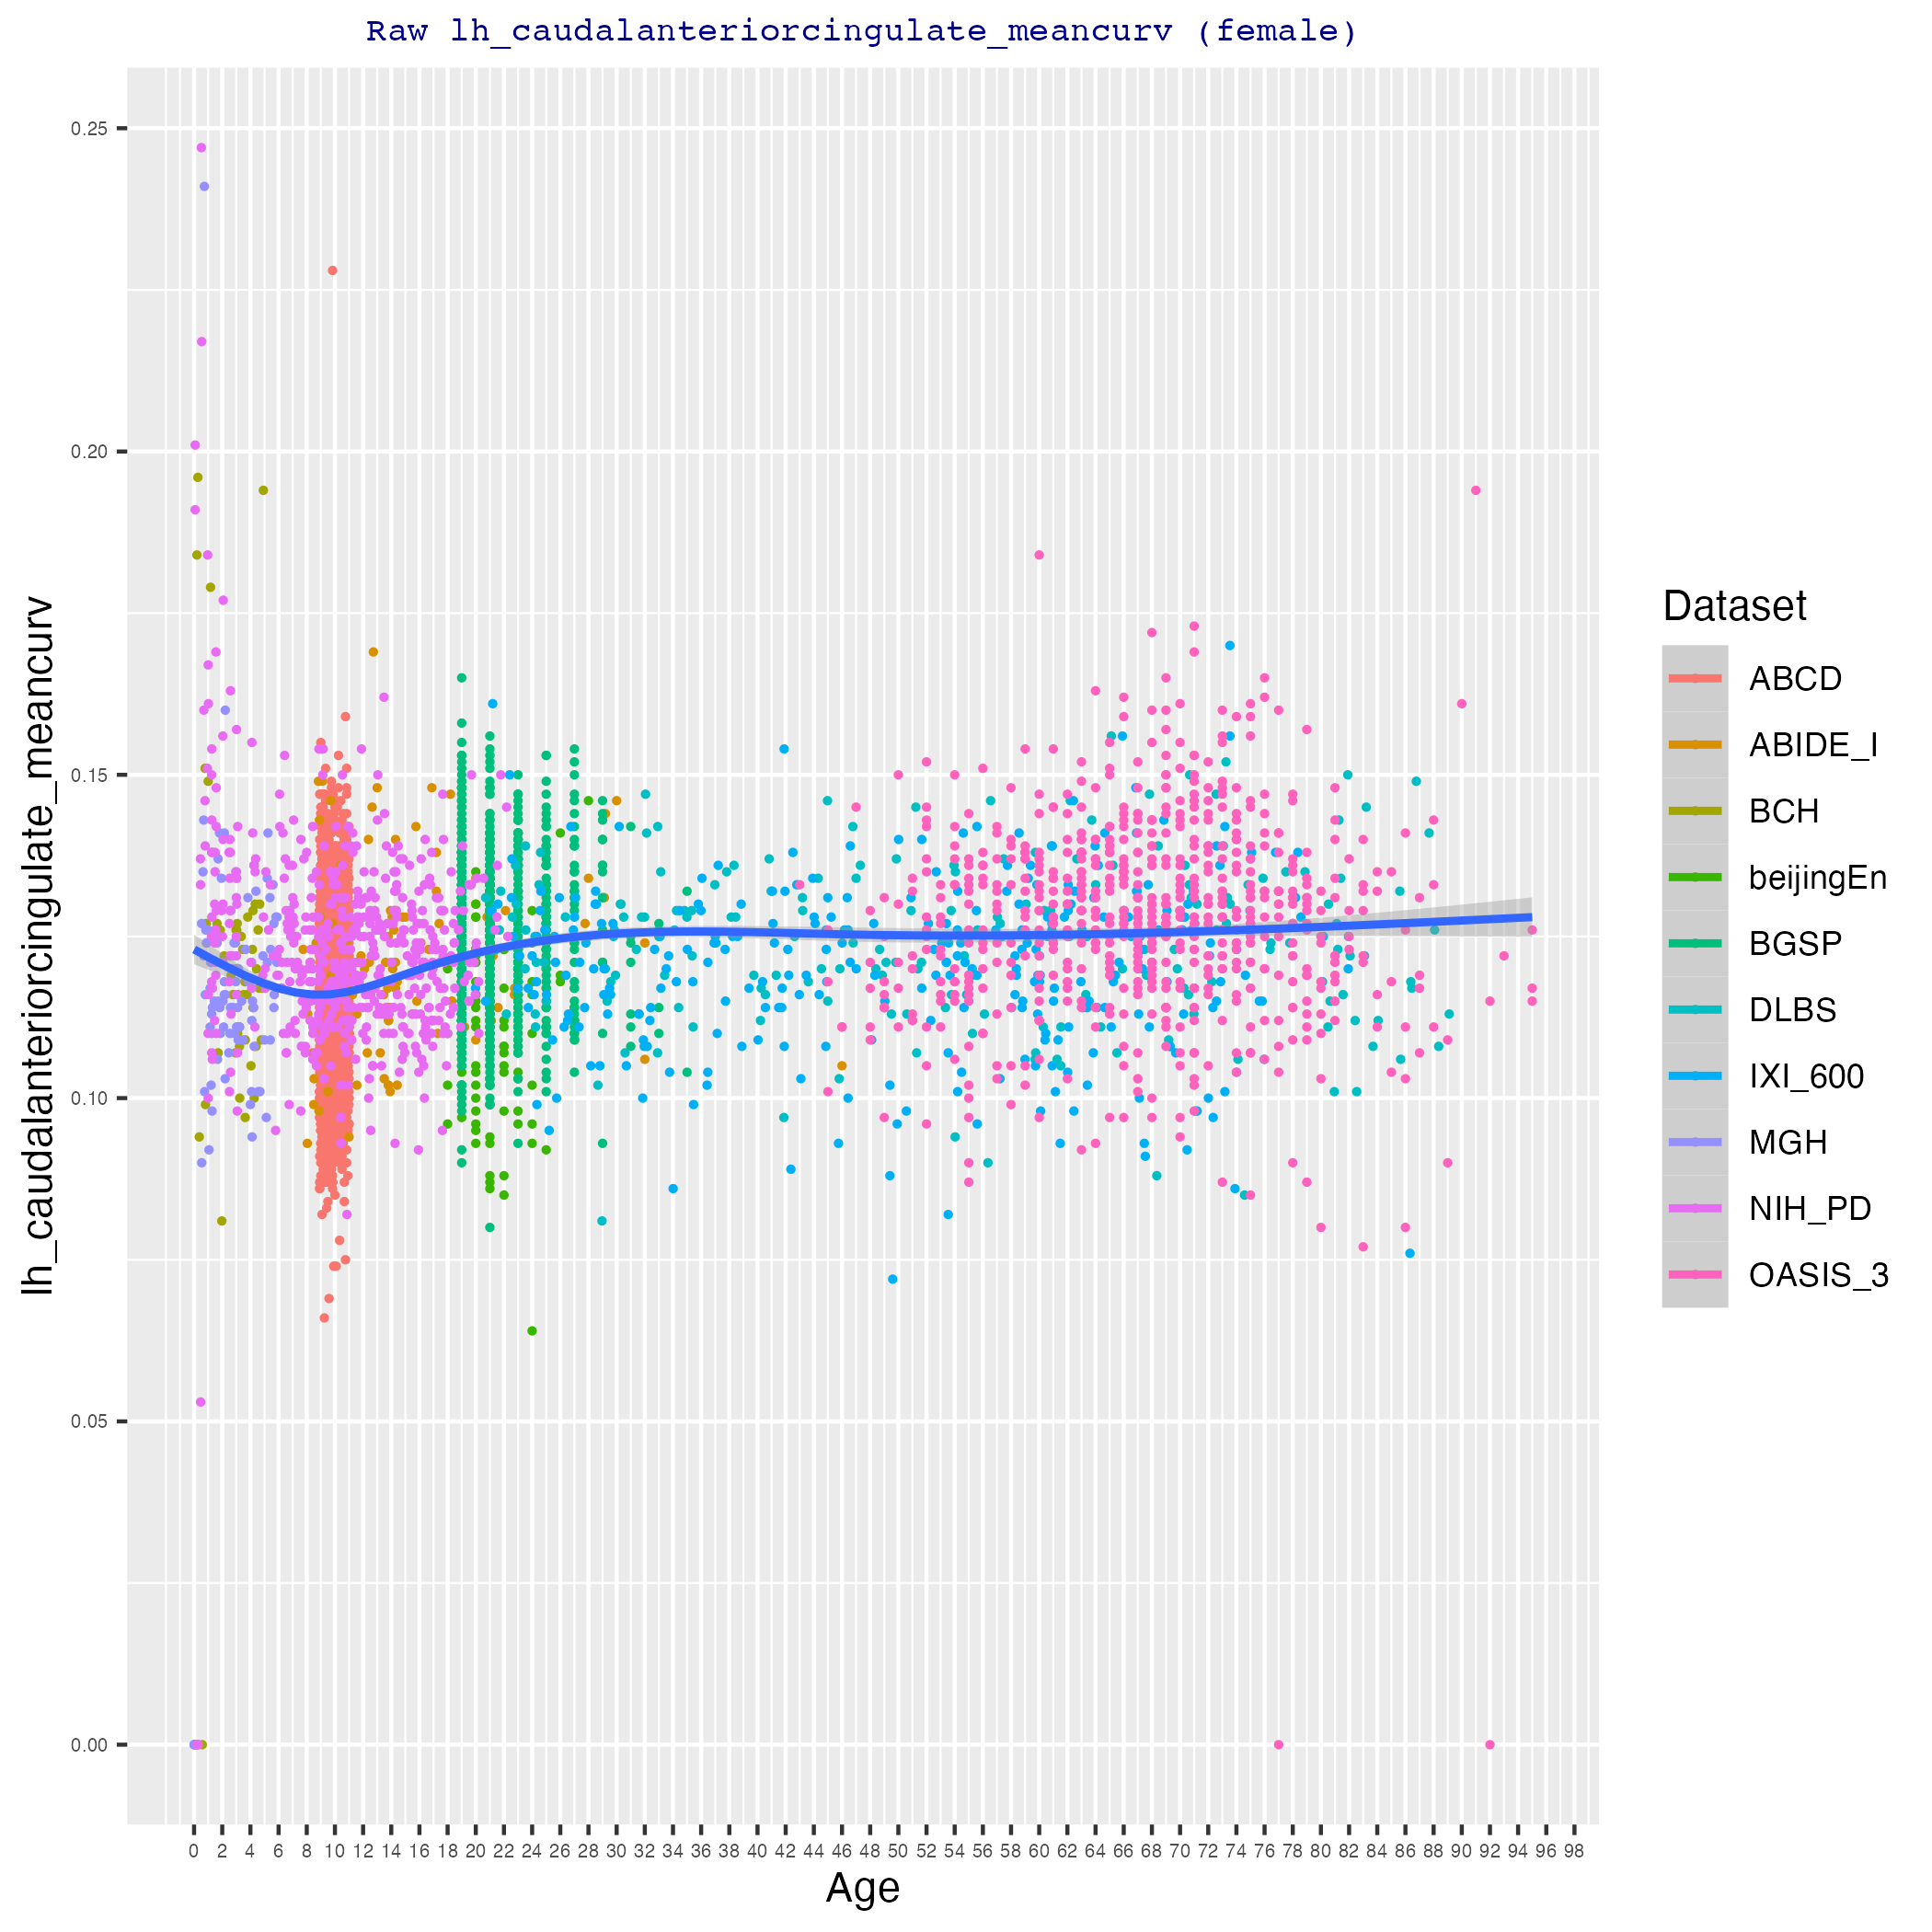 Raw lh_caudalanteriorcingulate_meancurv (female)
lh_caudalanteriorcingulate_meancurv
0.25
0.20
0.15
0.10
0.05
0.00
0 2 4 6 8 10 12 14 16 18 20 22 24 26 28 30 32 34 36 38 40 42 44 46 48 50 52 54 56 58 60 62 64 66 68 70 72 74 76 78 80 82 84 86 88 90 92 94 96 98
Age
Dataset
ABCD
ABIDE_I
BCH
beijingEn
BGSP
DLBS
IXI_600
MGH
NIH_PD
OASIS_3